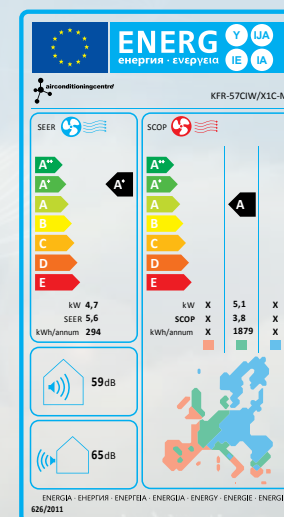 ENERG Y IJA
енергия · ενεργεια IE IA
airconditioningcentre
KFR-57CIW/X1C-M
SEER
SCOP
A++ A++
A+ A+ A+
A A A
B B
C C
D D
E E
kW 4,7
SEER 5,6
kWh/annum 294
kW X 5,1 X
SCOP X 3,8 X
kWh/annum X 1879 X
59dB
65dB
ENERGIA · ЕНЕРГИЯ · ΕΝΕΡΓΕΙΑ · ENERGIJA · ENERGY · ENERGIE · ENERGI
626/2011